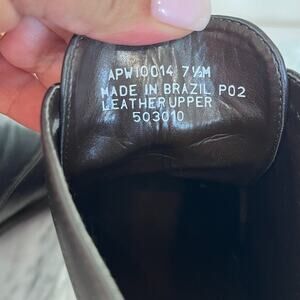 APW10014 7½M
MADE IN BRAZIL P02
LEATHER UPPER
503010